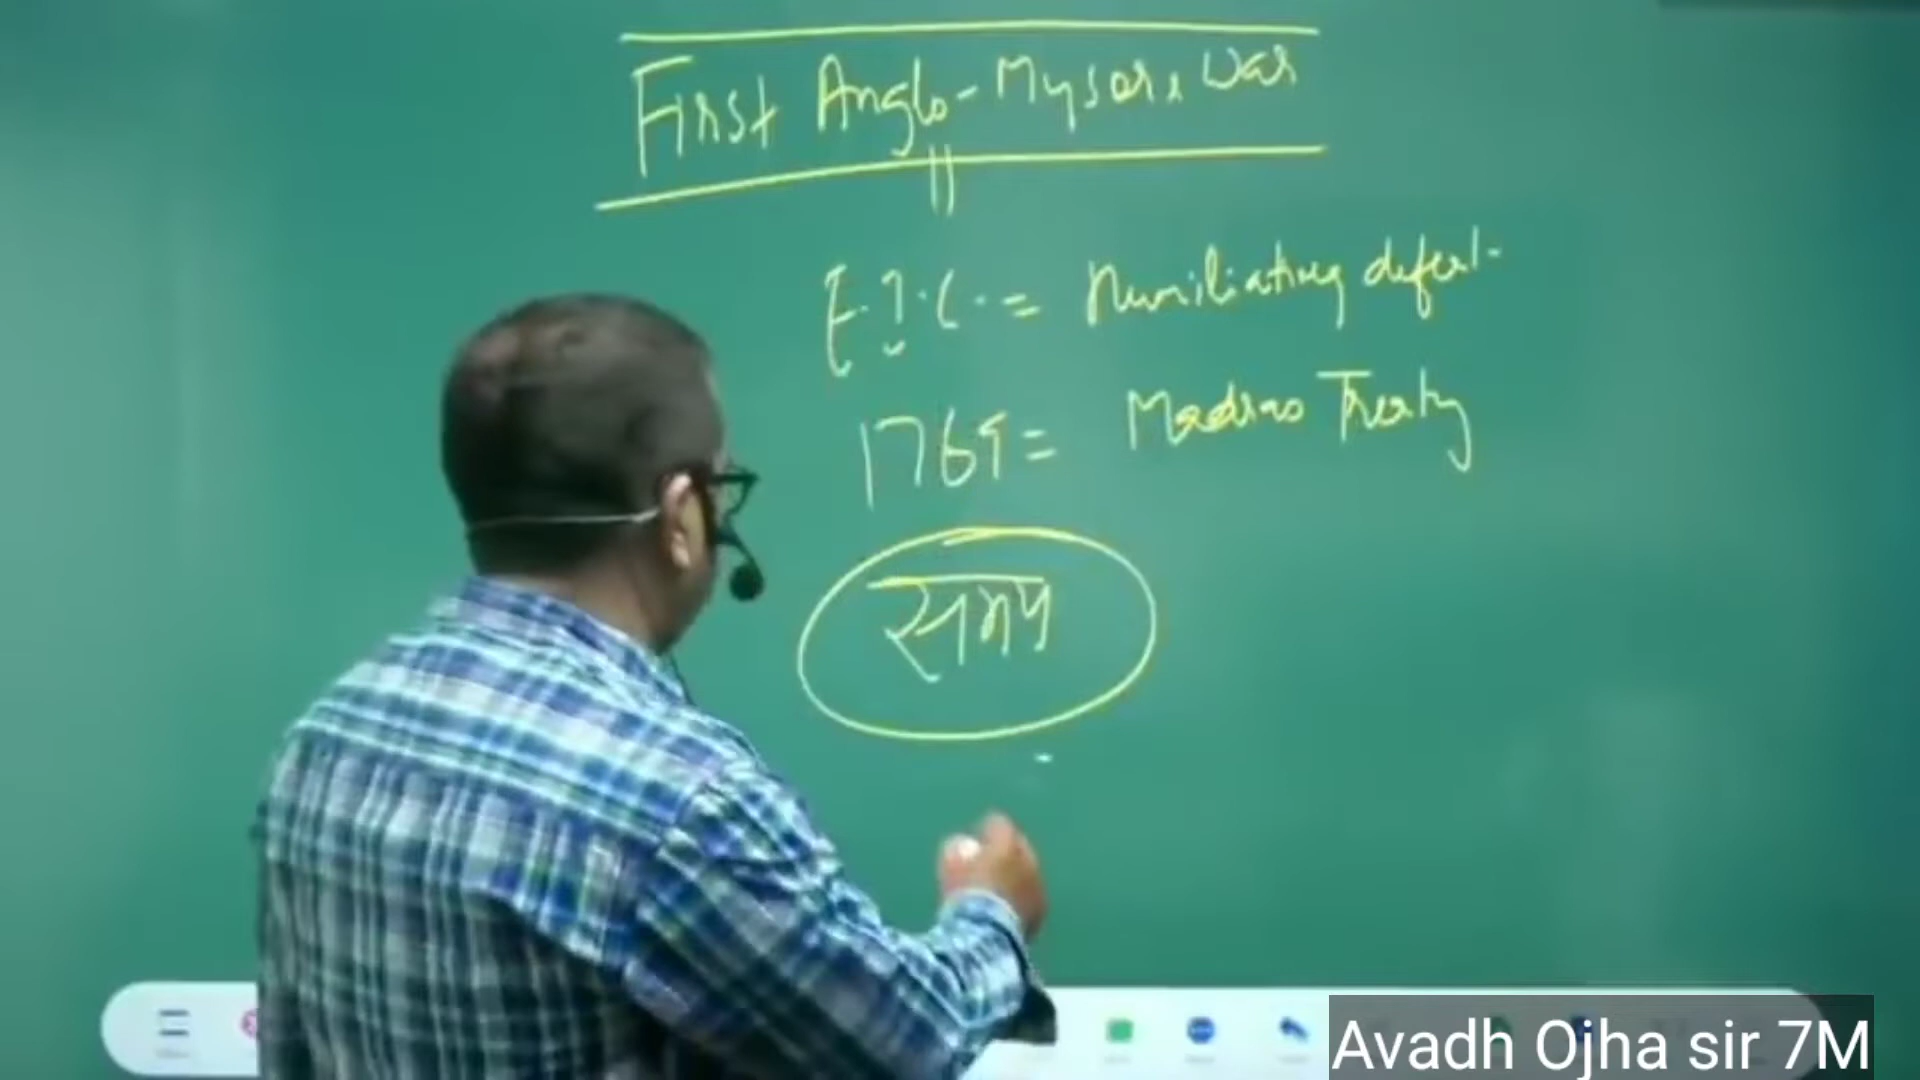 First Anglo-Mysore War
E.I.C. = Humiliating defeat.
1769 = Madras Treaty
समय
Avadh Ojha sir 7M